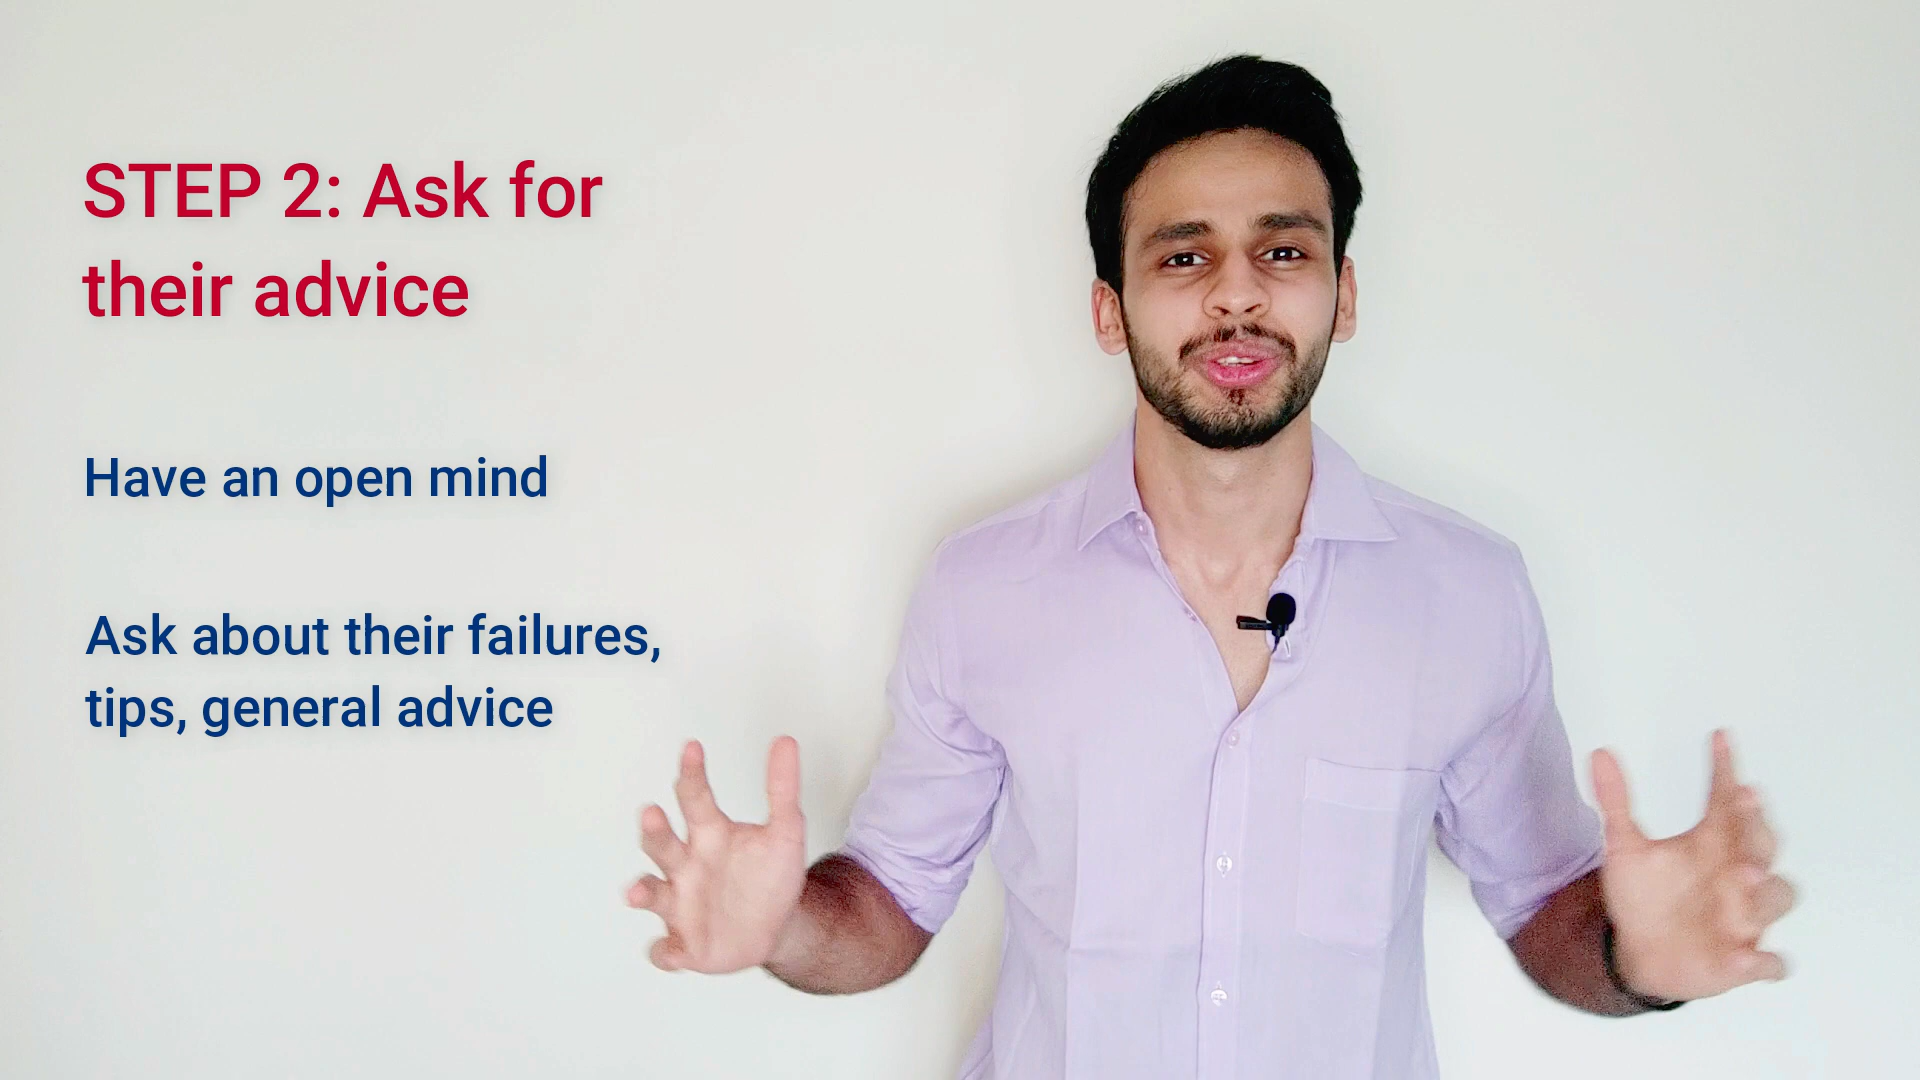 STEP 2: Ask for
their advice
Have an open mind
Ask about their failures,
tips, general advice